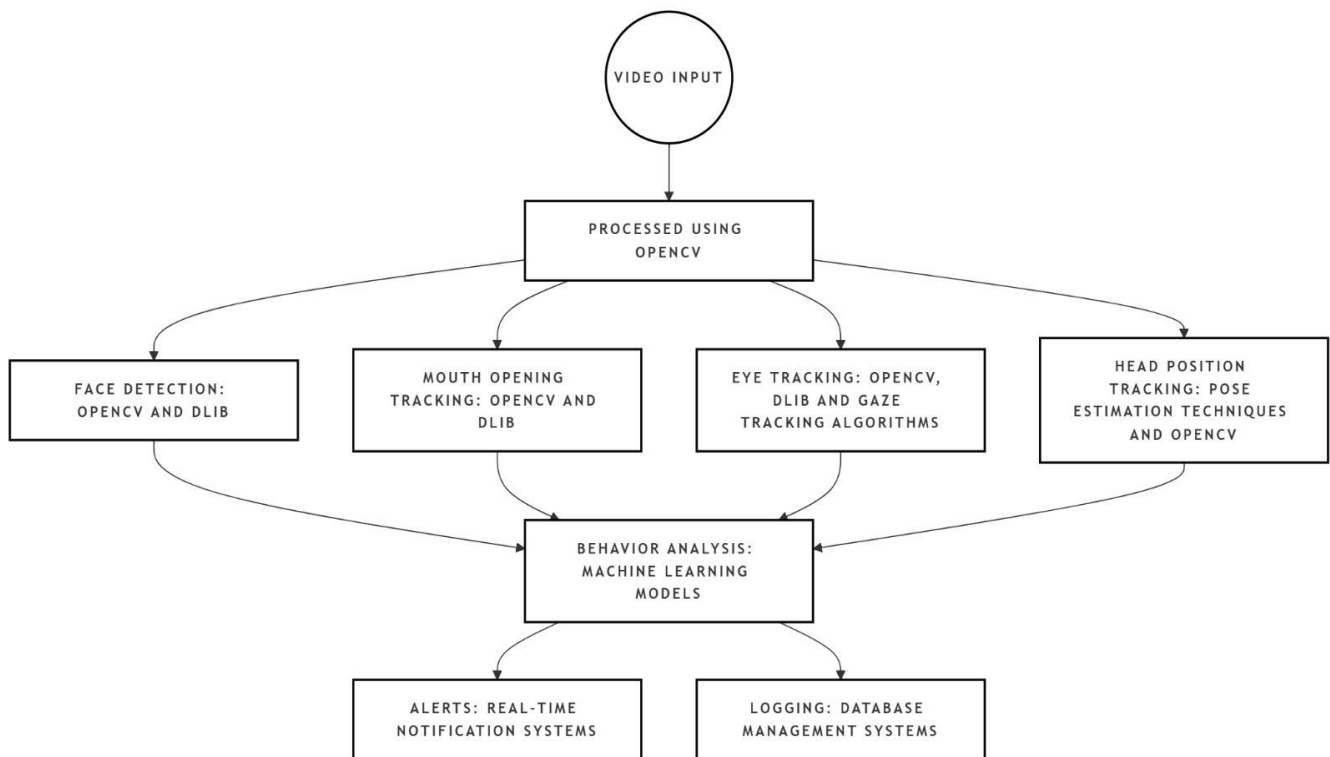 VIDEO INPUT
PROCESSED USING
OPENCV
FACE DETECTION:
OPENCV AND DLIB
MOUTH OPENING
TRACKING: OPENCV AND
DLIB
EYE TRACKING: OPENCV,
DLIB AND GAZE
TRACKING ALGORITHMS
HEAD POSITION
TRACKING: POSE
ESTIMATION TECHNIQUES
AND OPENCV
BEHAVIOR ANALYSIS:
MACHINE LEARNING
MODELS
ALERTS: REAL-TIME
NOTIFICATION SYSTEMS
LOGGING: DATABASE
MANAGEMENT SYSTEMS